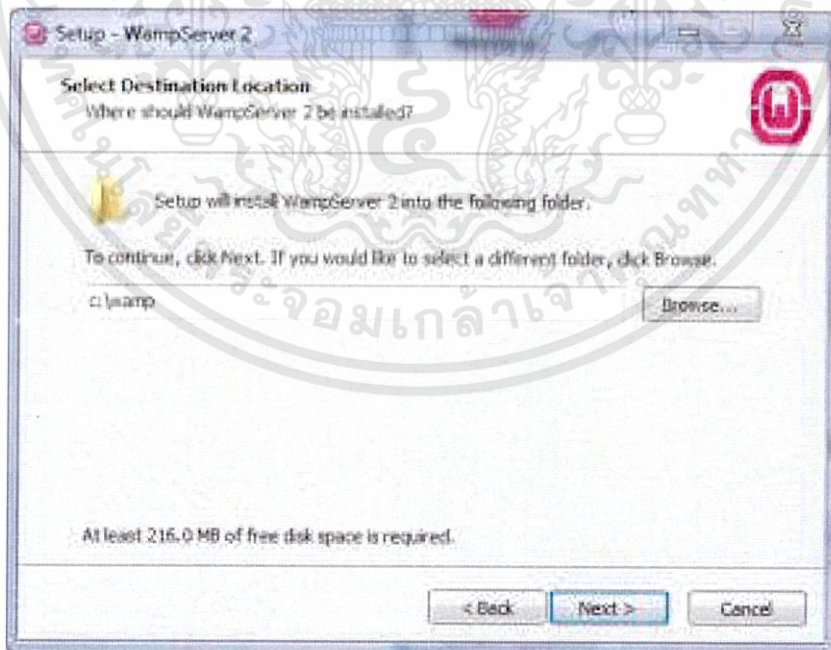 Setup - WampServer 2
Select Destination Location
Where should WampServer 2 be installed?
Setup will install WampServer 2 into the following folder.
To continue, click Next. If you would like to select a different folder, click Browse.
c:\wamp
Browse...
At least 216.0 MB of free disk space is required.
< Back
Next >
Cancel